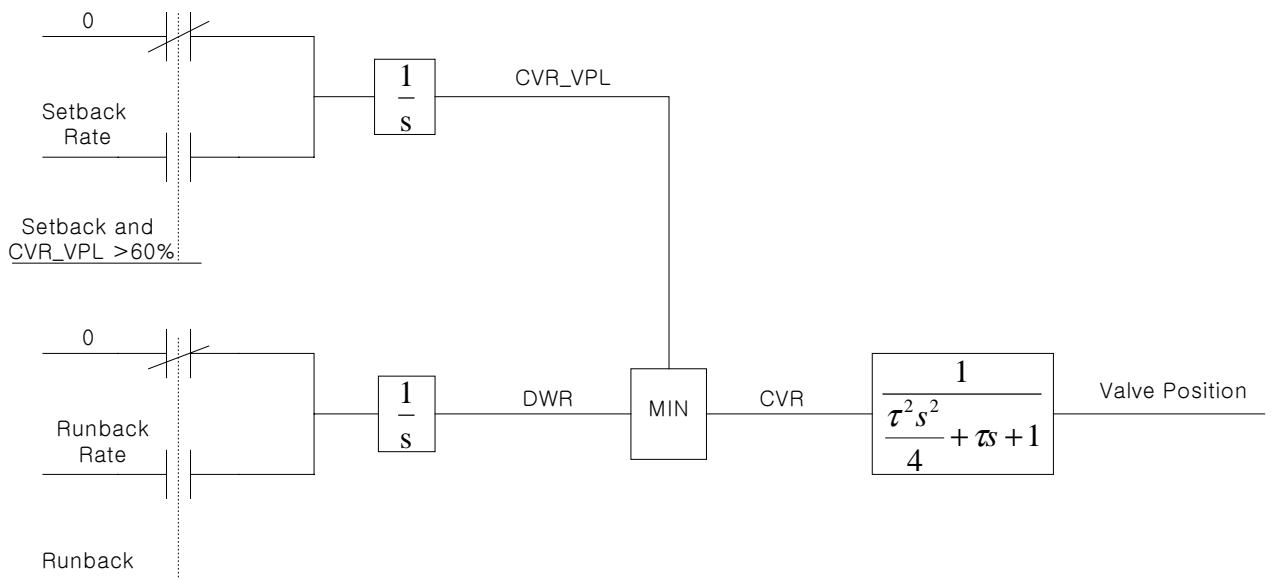 0
Setback
Rate
Setback and
CVR_VPL >60%
1
s
CVR_VPL
0
Runback
Rate
Runback
1
s
DWR
MIN
CVR
1
τ²s²
4
+ τs + 1
Valve Position